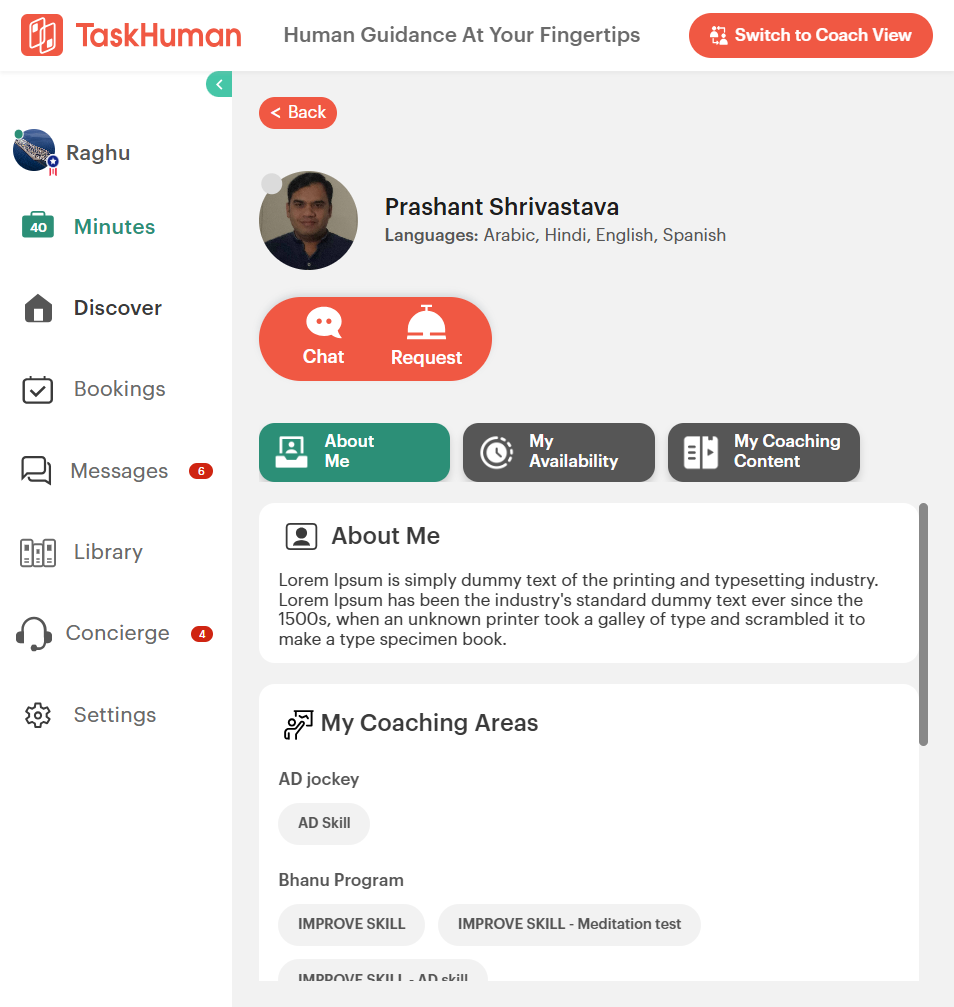 TaskHuman
Human Guidance At Your Fingertips
Switch to Coach View
< Back
Raghu
Prashant Shrivastava
Languages: Arabic, Hindi, English, Spanish
40
Minutes
Discover
Chat
Request
Bookings
About
Me
My
Availability
My Coaching
Content
Messages
6
Library
About Me
Lorem Ipsum is simply dummy text of the printing and typesetting industry.
Lorem Ipsum has been the industry's standard dummy text ever since the
1500s, when an unknown printer took a galley of type and scrambled it to
make a type specimen book.
Concierge
4
Settings
My Coaching Areas
AD jockey
AD Skill
Bhanu Program
IMPROVE SKILL
IMPROVE SKILL - Meditation test
IMPROVE SKILL - AD skill